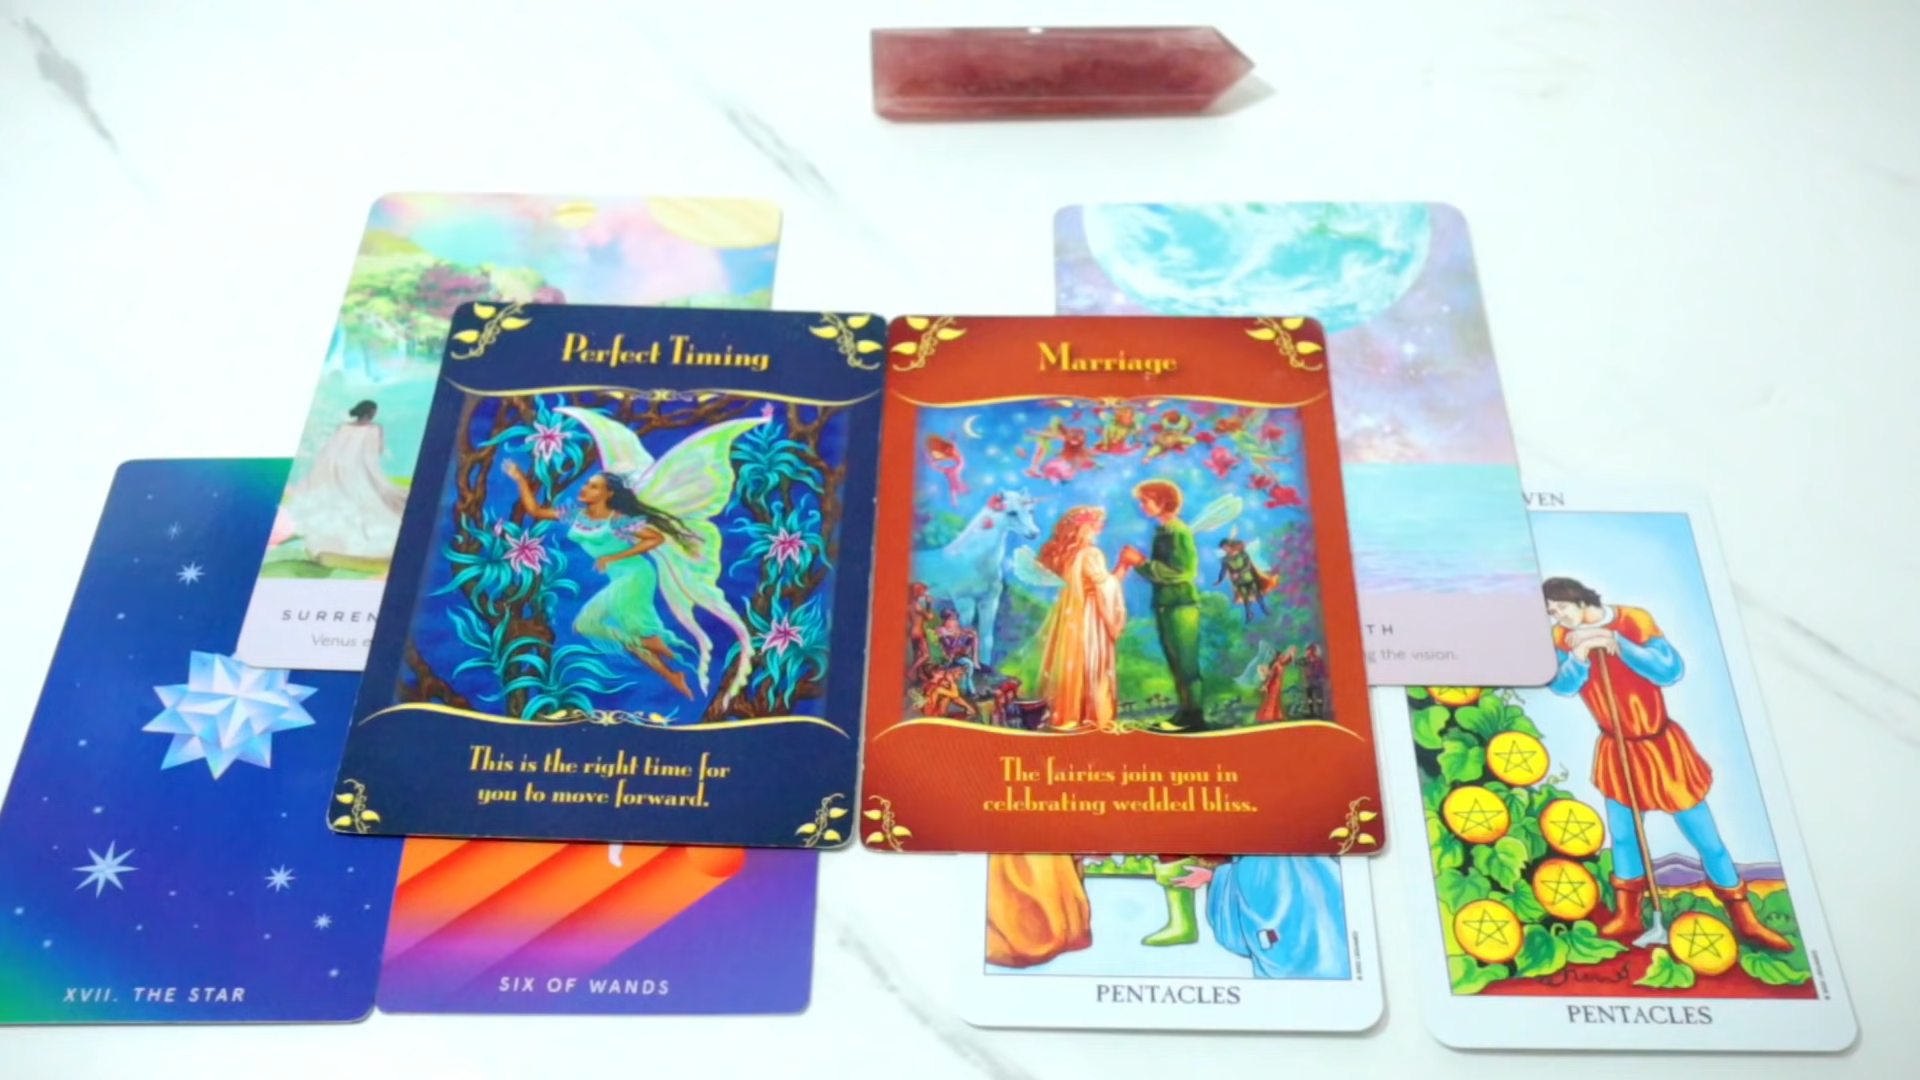 Perfect Timing
Marriage
VEN
SURREN
Venus e
TH
g the vision.
This is the right time for
you to move forward.
The fairies join you in
celebrating wedded bliss.
XVII. THE STAR
SIX OF WANDS
PENTACLES
PENTACLES